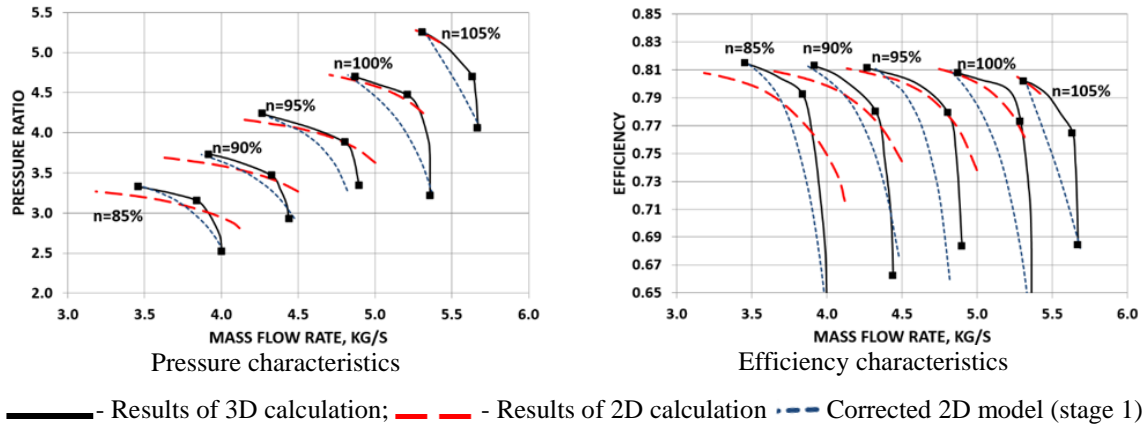 PRESSURE RATIO
5.5
5.0
4.5
4.0
3.5
3.0
2.5
2.0
n=105%
n=100%
n=95%
n=90%
n=85%
3.0 3.5 4.0 4.5 5.0 5.5 6.0
MASS FLOW RATE, KG/S
Pressure characteristics
EFFICIENCY
0.85
0.83
0.81
0.79
0.77
0.75
0.73
0.71
0.69
0.67
0.65
n=85%
n=90%
n=95%
n=100%
n=105%
3.0 3.5 4.0 4.5 5.0 5.5 6.0
MASS FLOW RATE, KG/S
Efficiency characteristics
- Results of 3D calculation; - Results of 2D calculation - Corrected 2D model (stage 1)